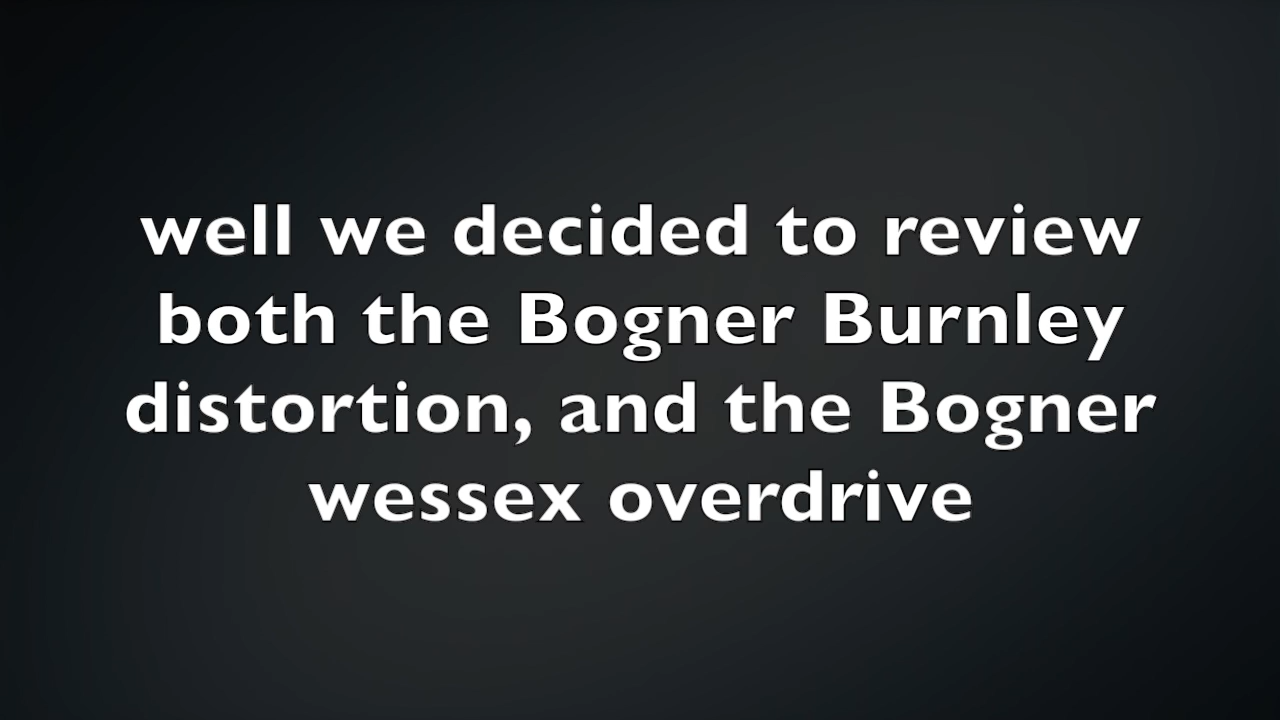 well we decided to review
both the Bogner Burnley
distortion, and the Bogner
wessex overdrive